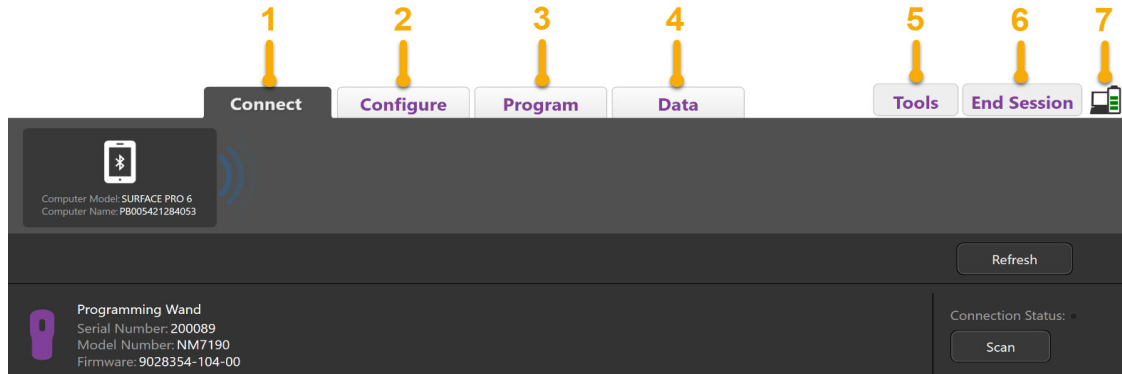 1 2 3 4 5 6 7
Connect Configure Program Data Tools End Session
Computer Model: SURFACE PRO 6
Computer Name: PB005421284053
Refresh
Programming Wand
Serial Number: 200089
Model Number: NM7190
Firmware: 9028354-104-00
Connection Status:
Scan